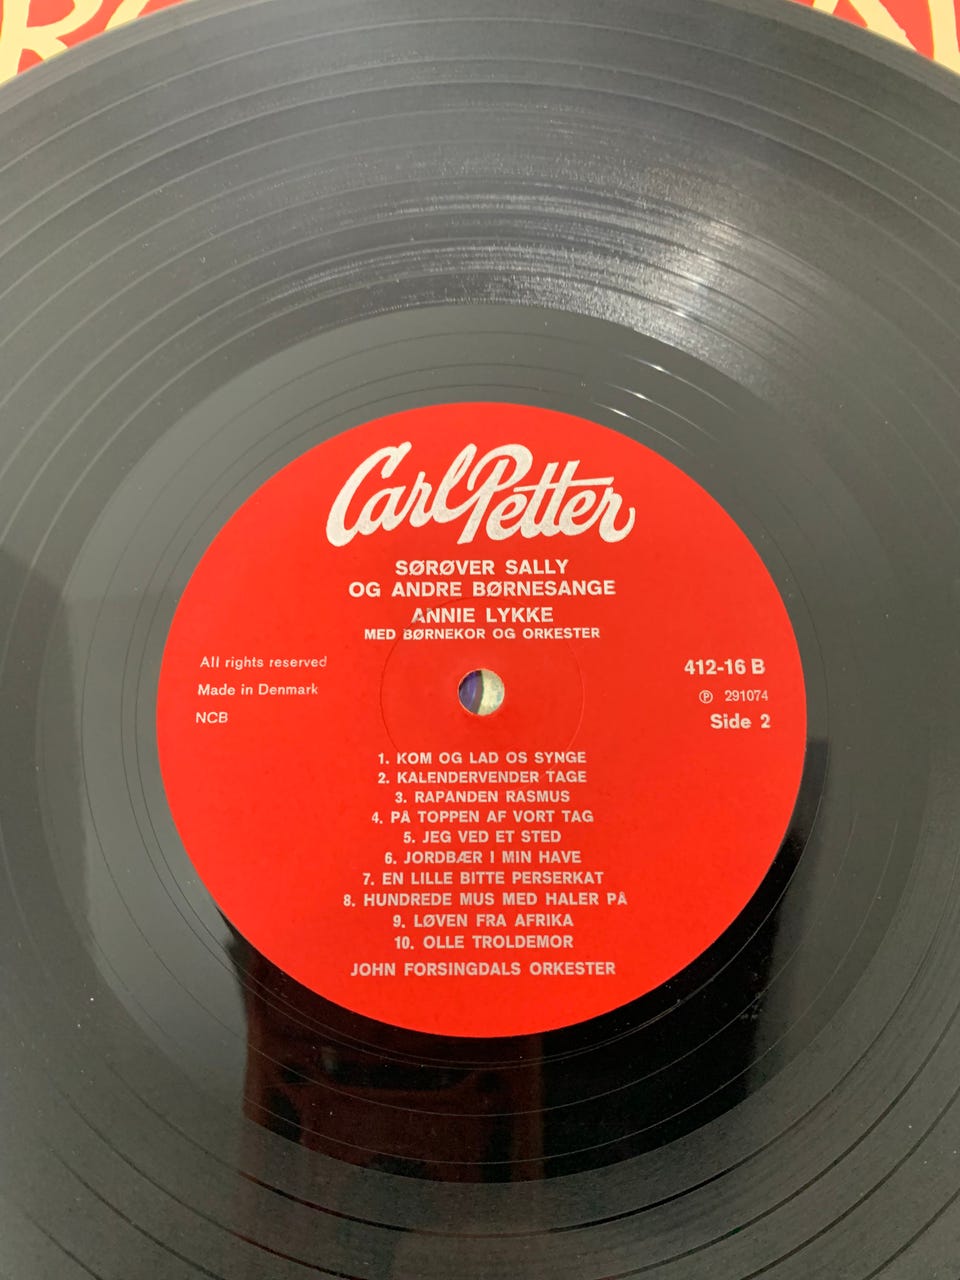 Carl Petter
SØRØVER SALLY
OG ANDRE BØRNESANGE
ANNIE LYKKE
MED BØRNEKOR OG ORKESTER
All rights reserved
Made in Denmark
NCB
412-16 B
Ⓟ 291074
Side 2
1. KOM OG LAD OS SYNGE
2. KALENDERVENDER TAGE
3. RAPANDEN RASMUS
4. PÅ TOPPEN AF VORT TAG
5. JEG VED ET STED
6. JORDBÆR I MIN HAVE
7. EN LILLE BITTE PERSERKAT
8. HUNDREDE MUS MED HALER PÅ
9. LØVEN FRA AFRIKA
10. OLLE TROLDEMOR
JOHN FORSINGDALS ORKESTER